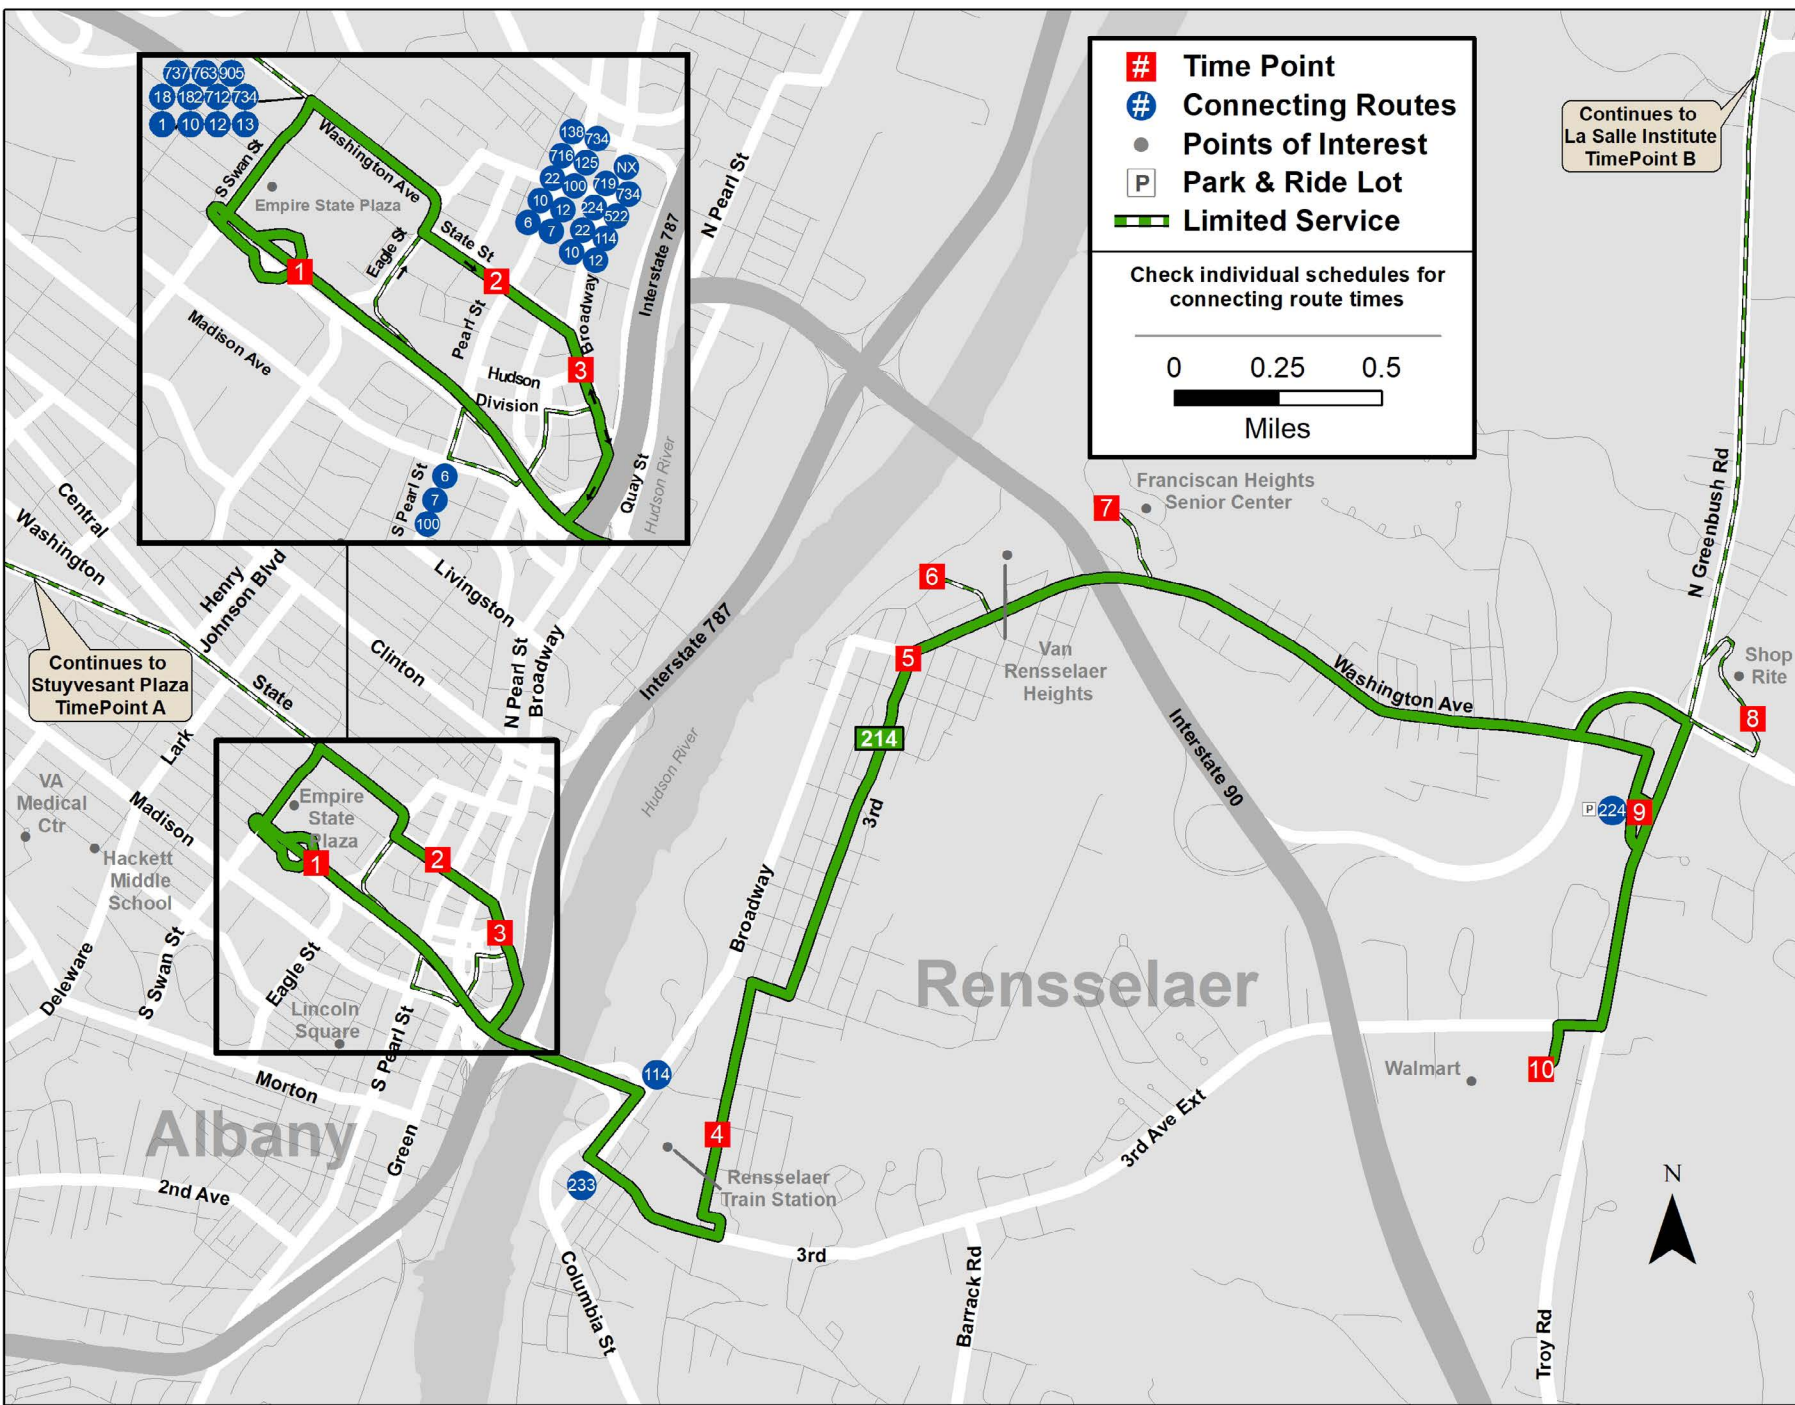 737 763 905
18 182 712 734
1 10 12 13
S Swan St
Washington Ave
Empire State Plaza
Eagle St
State St
1
2
3
Madison Ave
Pearl St
Hudson
Division
Broadway
Interstate 787
138 734
716 125 NX
22 100 719 734
10 12 224 522
6 7 22 114
10 12
S Pearl St
6
7
100
Quay St
Hudson River
N Pearl St
# Time Point
# Connecting Routes
Points of Interest
P Park & Ride Lot
Limited Service
Check individual schedules for
connecting route times
0 0.25 0.5
Miles
Continues to
La Salle Institute
TimePoint B
N Greenbush Rd
Franciscan Heights
Senior Center
7
6
5
Van
Rensselaer
Heights
214
3rd
Washington Ave
Shop
Rite
8
P 224 9
Interstate 90
Central
Washington
Henry
Johnson Blvd
Livingston
Clinton
N Pearl St
Broadway
Interstate 787
Hudson River
Continues to
Stuyvesant Plaza
TimePoint A
State
Lark
Madison
VA
Medical
Ctr
Hackett
Middle
School
Empire
State
Plaza
1
2
3
Deleware
S Swan St
Eagle St
Lincoln
Square
S Pearl St
Morton
Green
Albany
2nd Ave
Broadway
Rensselaer
114
4
233
Rensselaer
Train Station
Columbia St
3rd
3rd Ave Ext
Barrack Rd
Walmart
10
Troy Rd
N